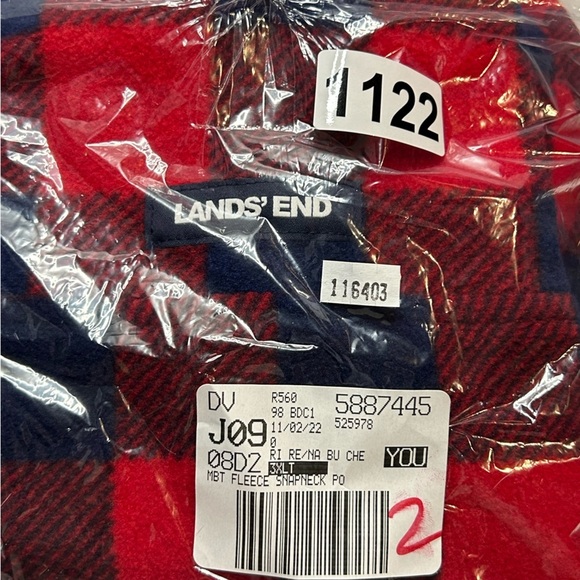 1122
LANDS' END
116403
DV R560 5887445
98 BDC1
J09 11/02/22 525978
0
08D2 RI RE/NA BU CHE YOU
3XLT
MBT FLEECE SNAPNECK PO
2